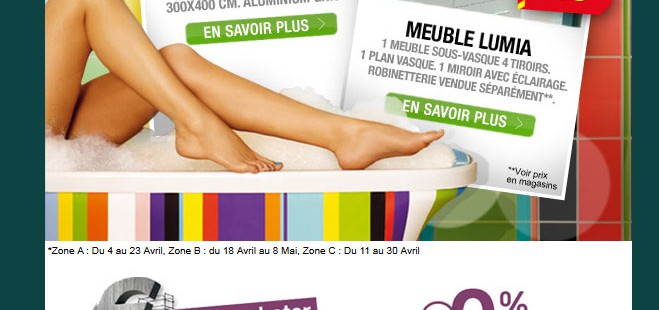 300X400 CM. ALUMINIUM
EN SAVOIR PLUS >
MEUBLE LUMIA
1 MEUBLE SOUS-VASQUE 4 TIROIRS.
1 PLAN VASQUE. 1 MIROIR AVEC ÉCLAIRAGE.
ROBINETTERIE VENDUE SÉPARÉMENT**.
EN SAVOIR PLUS >
**Voir prix
en magasins
*Zone A : Du 4 au 23 Avril, Zone B : du 18 Avril au 8 Mai, Zone C : Du 11 au 30 Avril
%